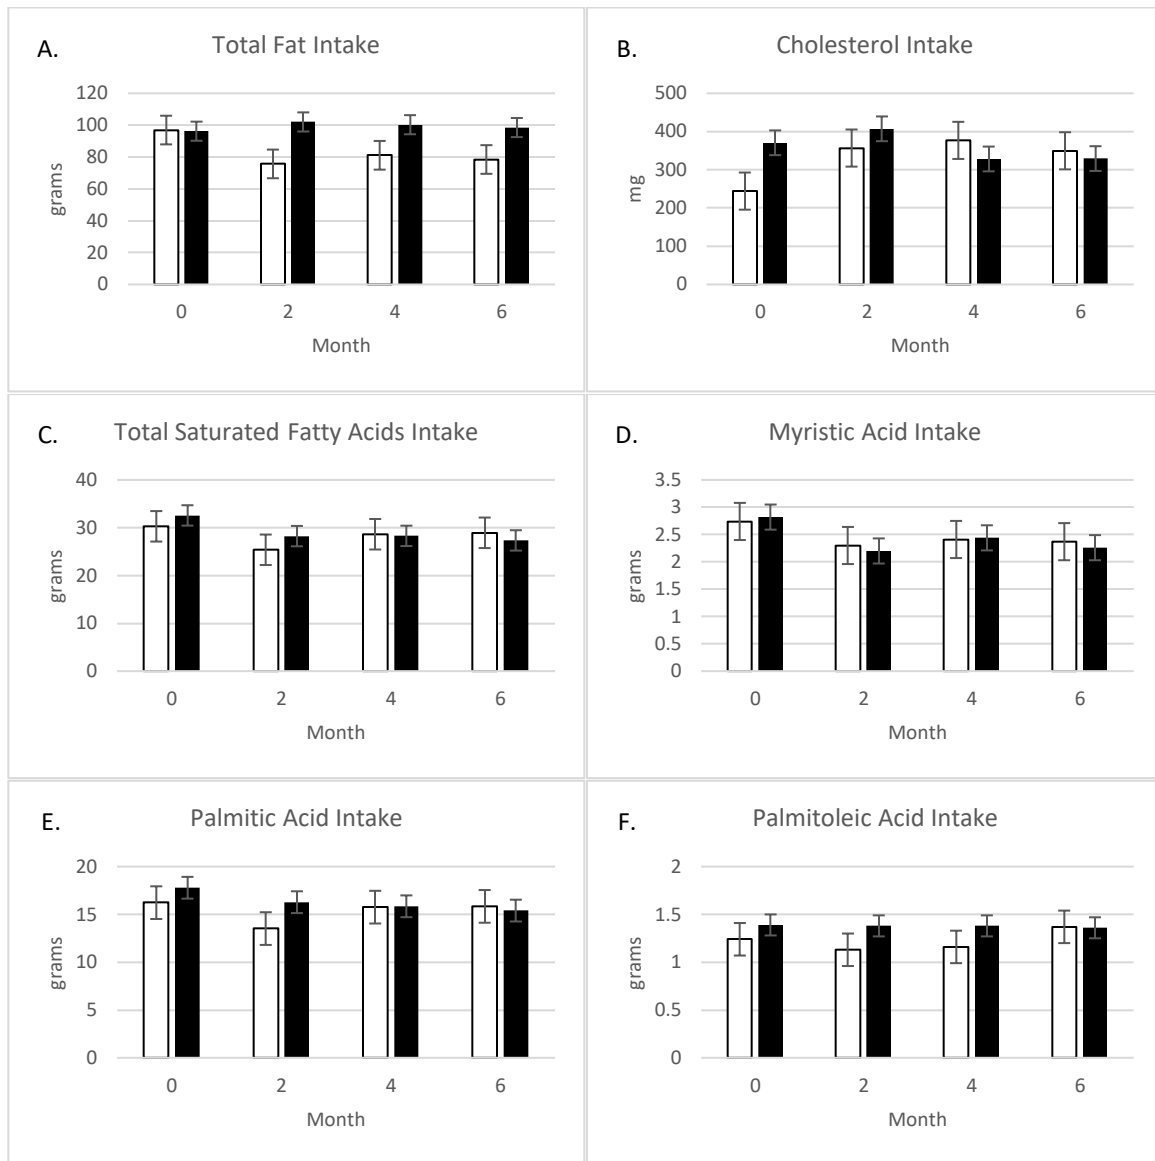 A. Total Fat Intake
120
100
80
60
40
20
0
grams
0 2 4 6
Month
B. Cholesterol Intake
500
400
300
200
100
0
mg
0 2 4 6
Month
C. Total Saturated Fatty Acids Intake
40
30
20
10
0
grams
0 2 4 6
Month
D. Myristic Acid Intake
3.5
3
2.5
2
1.5
1
0.5
0
grams
0 2 4 6
Month
E. Palmitic Acid Intake
20
15
10
5
0
grams
0 2 4 6
Month
F. Palmitoleic Acid Intake
2
1.5
1
0.5
0
grams
0 2 4 6
Month